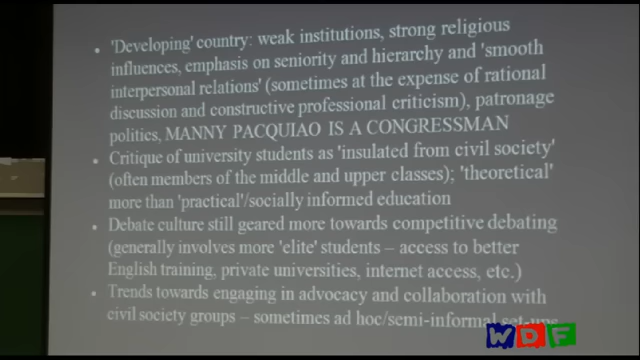 • 'Developing' country: weak institutions, strong religious
influences, emphasis on seniority and hierarchy and 'smooth
interpersonal relations' (sometimes at the expense of rational
discussion and constructive professional criticism), patronage
politics, MANNY PACQUIAO IS A CONGRESSMAN
• Critique of university students as 'insulated from civil society'
(often members of the middle and upper classes); 'theoretical'
more than 'practical'/socially informed education
• Debate culture still geared more towards competitive debating
(generally involves more 'elite' students – access to better
English training, private universities, internet access, etc.)
• Trends towards engaging in advocacy and collaboration with
civil society groups – sometimes ad hoc/semi-informal set-ups
WDF